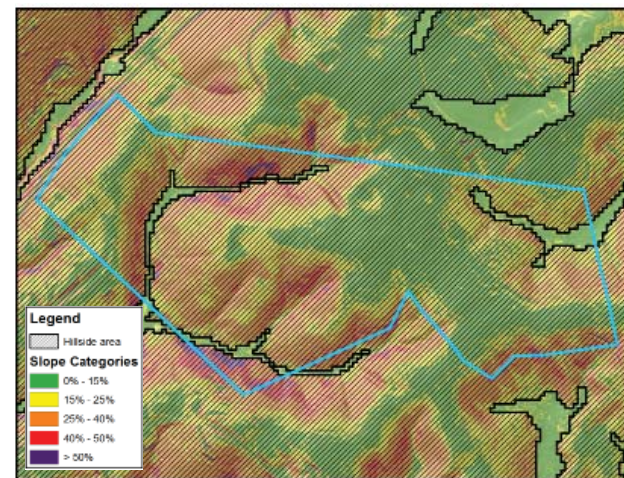 Legend
Hillside area
Slope Categories
0% - 15%
15% - 25%
25% - 40%
40% - 50%
> 50%